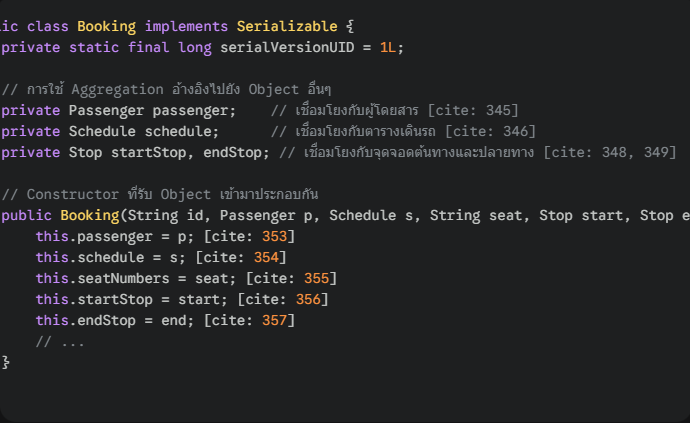 lic class Booking implements Serializable {
private static final long serialVersionUID = 1L;
// การใช้ Aggregation อ้างอิงไปยัง Object อื่นๆ
private Passenger passenger; // เชื่อมโยงกับผู้โดยสาร [cite: 345]
private Schedule schedule; // เชื่อมโยงกับตารางเดินรถ [cite: 346]
private Stop startStop, endStop; // เชื่อมโยงกับจุดจอดต้นทางและปลายทาง [cite: 348, 349]
// Constructor ที่รับ Object เข้ามาประกอบกัน
public Booking(String id, Passenger p, Schedule s, String seat, Stop start, Stop e
this.passenger = p; [cite: 353]
this.schedule = s; [cite: 354]
this.seatNumbers = seat; [cite: 355]
this.startStop = start; [cite: 356]
this.endStop = end; [cite: 357]
// ...
}